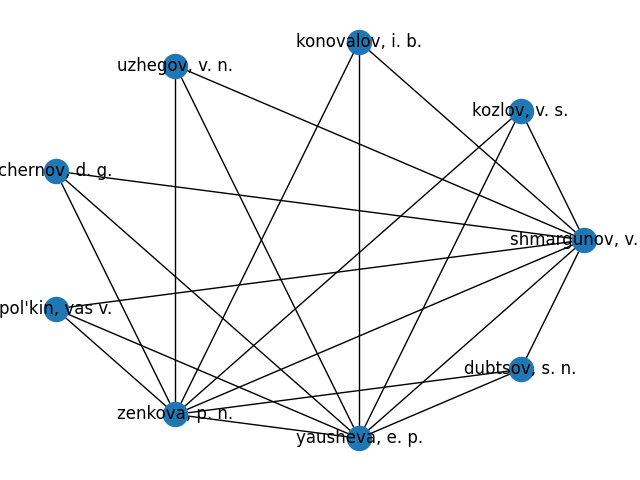 konovalov, i. b.
uzhegov, v. n.
kozlov, v. s.
chernov, d. g.
shmargunov, v.
pol'kin, vas v.
dubtsov, s. n.
zenkova, p. n.
yausheva, e. p.